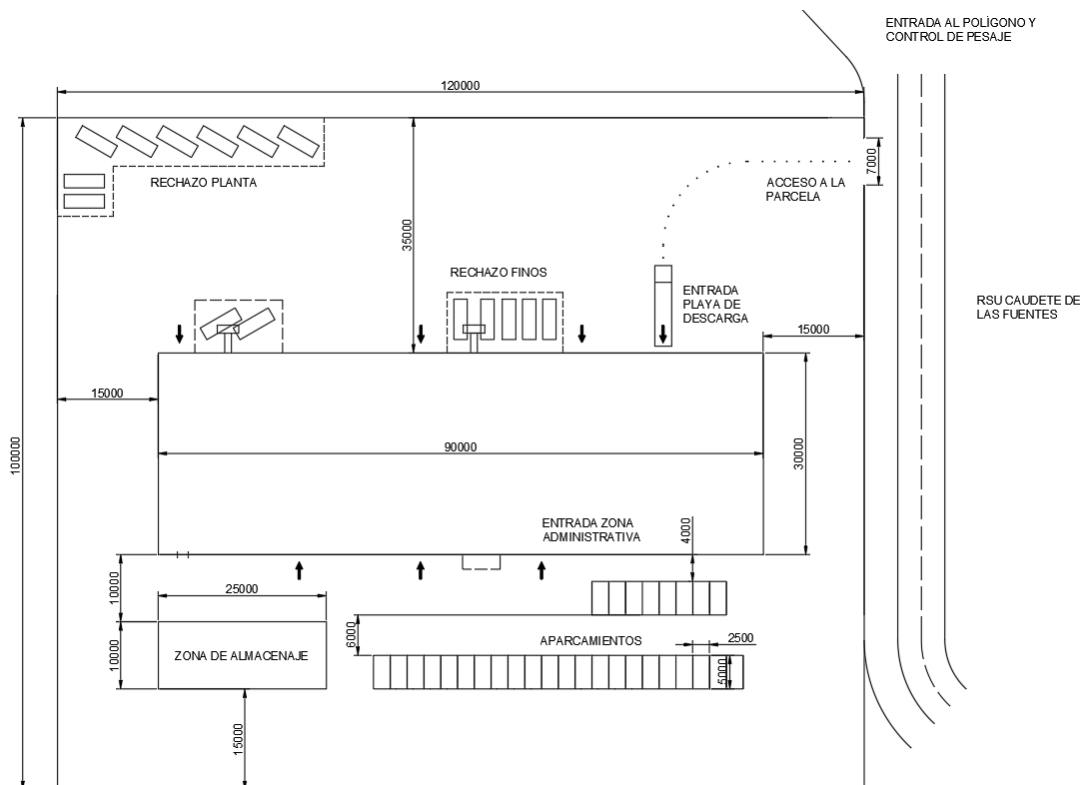 ENTRADA AL POLÍGONO Y
CONTROL DE PESAJE
120000
RECHAZO PLANTA
ACCESO A LA
PARCELA
7000
35000
RECHAZO FINOS
ENTRADA
PLAYA DE
DESCARGA
RSU CAUDETE DE
LAS FUENTES
15000
15000
100000
90000
30000
ENTRADA ZONA
ADMINISTRATIVA
4000
10000
25000
6000
APARCAMIENTOS
2500
ZONA DE ALMACENAJE
10000
5000
15000